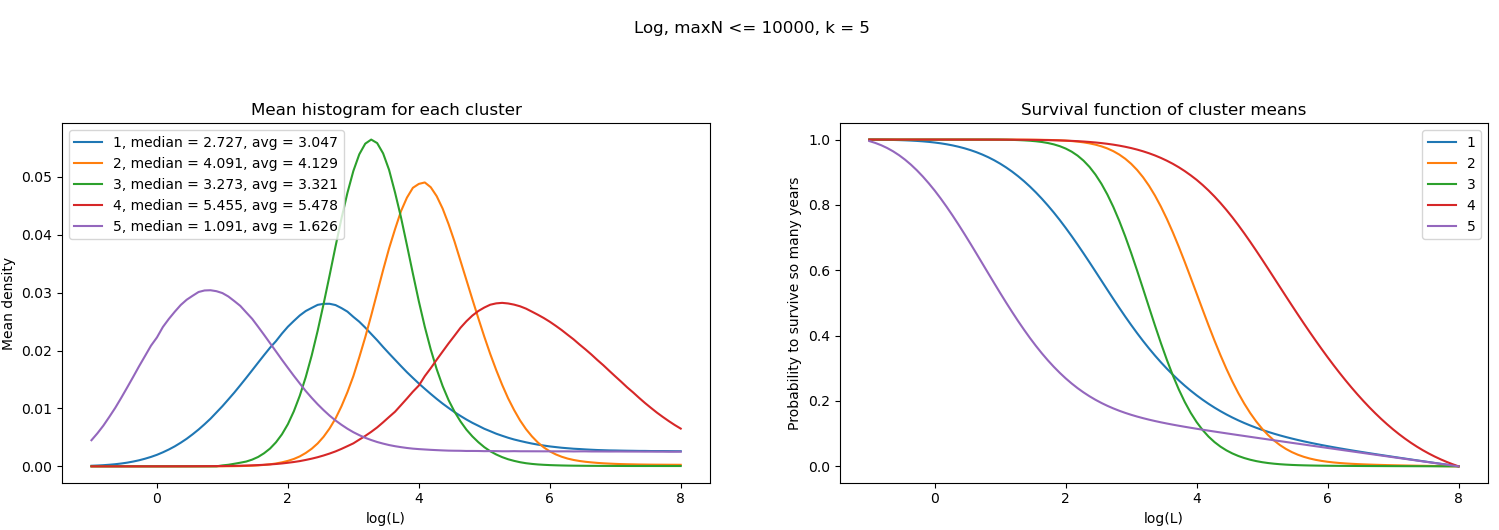 Log, maxN <= 10000, k = 5
Mean histogram for each cluster
1, median = 2.727, avg = 3.047
2, median = 4.091, avg = 4.129
3, median = 3.273, avg = 3.321
4, median = 5.455, avg = 5.478
5, median = 1.091, avg = 1.626
Mean density
0.05
0.04
0.03
0.02
0.01
0.00
0
2
4
6
8
log(L)
Survival function of cluster means
1
2
3
4
5
Probability to survive so many years
1.0
0.8
0.6
0.4
0.2
0.0
0
2
4
6
8
log(L)